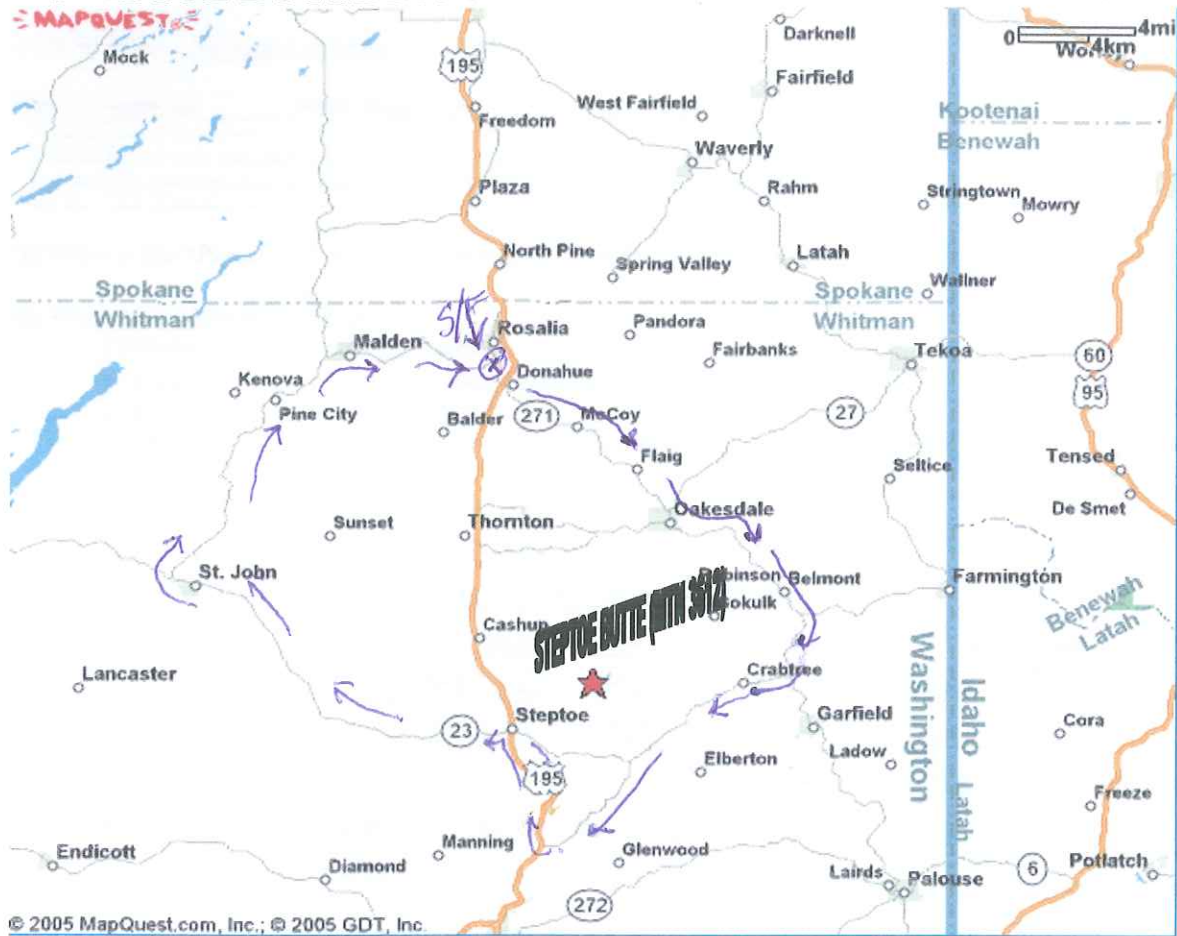 MAPQUEST
0 4mi
4km
Mock
195
Darknell
Fairfield
West Fairfield
Freedom
Kootenai
Benewah
Waverly
Plaza
Rahm
Stringtown
Mowry
North Pine
Latah
Spring Valley
Wallner
Spokane
Whitman
Spokane
Whitman
S/F
Rosalia
Pandora
Malden
Fairbanks
Tekoa
60
95
Donahue
Kenova
Pine City
271
McCoy
27
Balder
Flaig
Seltice
Tensed
De Smet
Sunset
Thornton
Oakesdale
St. John
Belmont
Farmington
Benewah
Latah
STEPTOE BUTTE (MTN 3612')
Cashup
Lancaster
Crabtree
Washington
Idaho
Steptoe
23
Garfield
Cora
195
Elberton
Ladow
Latah
Freeze
Manning
Endicott
Diamond
Glenwood
Lairds
Palouse
6
Potlatch
272
© 2005 MapQuest.com, Inc.; © 2005 GDT, Inc.